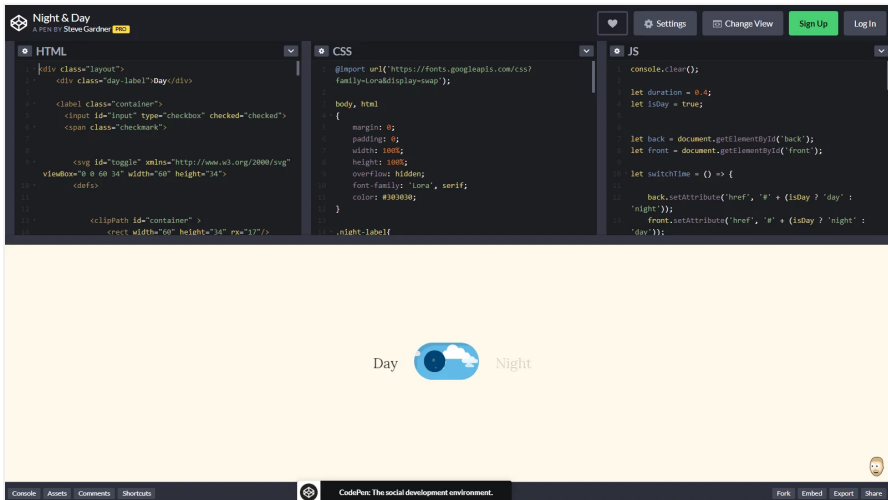 Night & Day
A PEN BY Steve Gardner PRO
Settings
Change View
Sign Up
Log In
HTML
<div class="layout">
<div class="day-label">Day</div>
<label class="container">
<input id="input" type="checkbox" checked="checked">
<span class="checkmark">
<svg id="toggle" xmlns="http://www.w3.org/2000/svg"
viewBox="0 0 60 34" width="60" height="34">
<defs>
<clipPath id="container" >
<rect width="60" height="34" rx="17"/>
CSS
@import url('https://fonts.googleapis.com/css?
family=Lora&display=swap');
body, html
{
margin: 0;
padding: 0;
width: 100%;
height: 100%;
overflow: hidden;
font-family: 'Lora', serif;
color: #303030;
}
.night-label{
JS
console.clear();
let duration = 0.4;
let isDay = true;
let back = document.getElementById('back');
let front = document.getElementById('front');
let switchTime = () => {
back.setAttribute('href', '#' + (isDay ? 'day' :
'night'));
front.setAttribute('href', '#' + (isDay ? 'night' :
'day'));
Day
Night
Console
Assets
Comments
Shortcuts
CodePen: The social development environment.
Fork
Embed
Export
Share